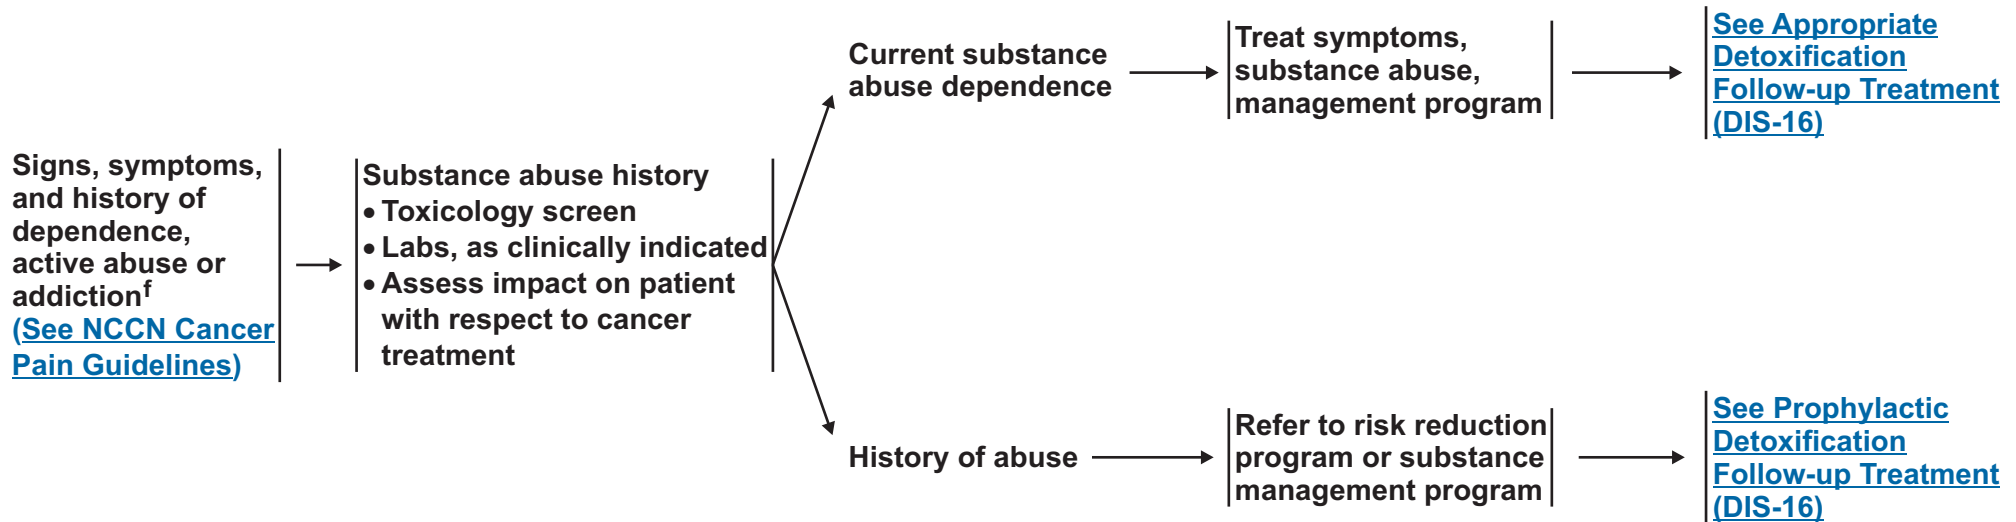 Signs, symptoms,
and history of
dependence,
active abuse or
addictionf
(See NCCN Cancer
Pain Guidelines)
Substance abuse history
• Toxicology screen
• Labs, as clinically indicated
• Assess impact on patient
with respect to cancer
treatment
Current substance
abuse dependence
Treat symptoms,
substance abuse,
management program
See Appropriate
Detoxification
Follow-up Treatment
(DIS-16)
History of abuse
Refer to risk reduction
program or substance
management program
See Prophylactic
Detoxification
Follow-up Treatment
(DIS-16)